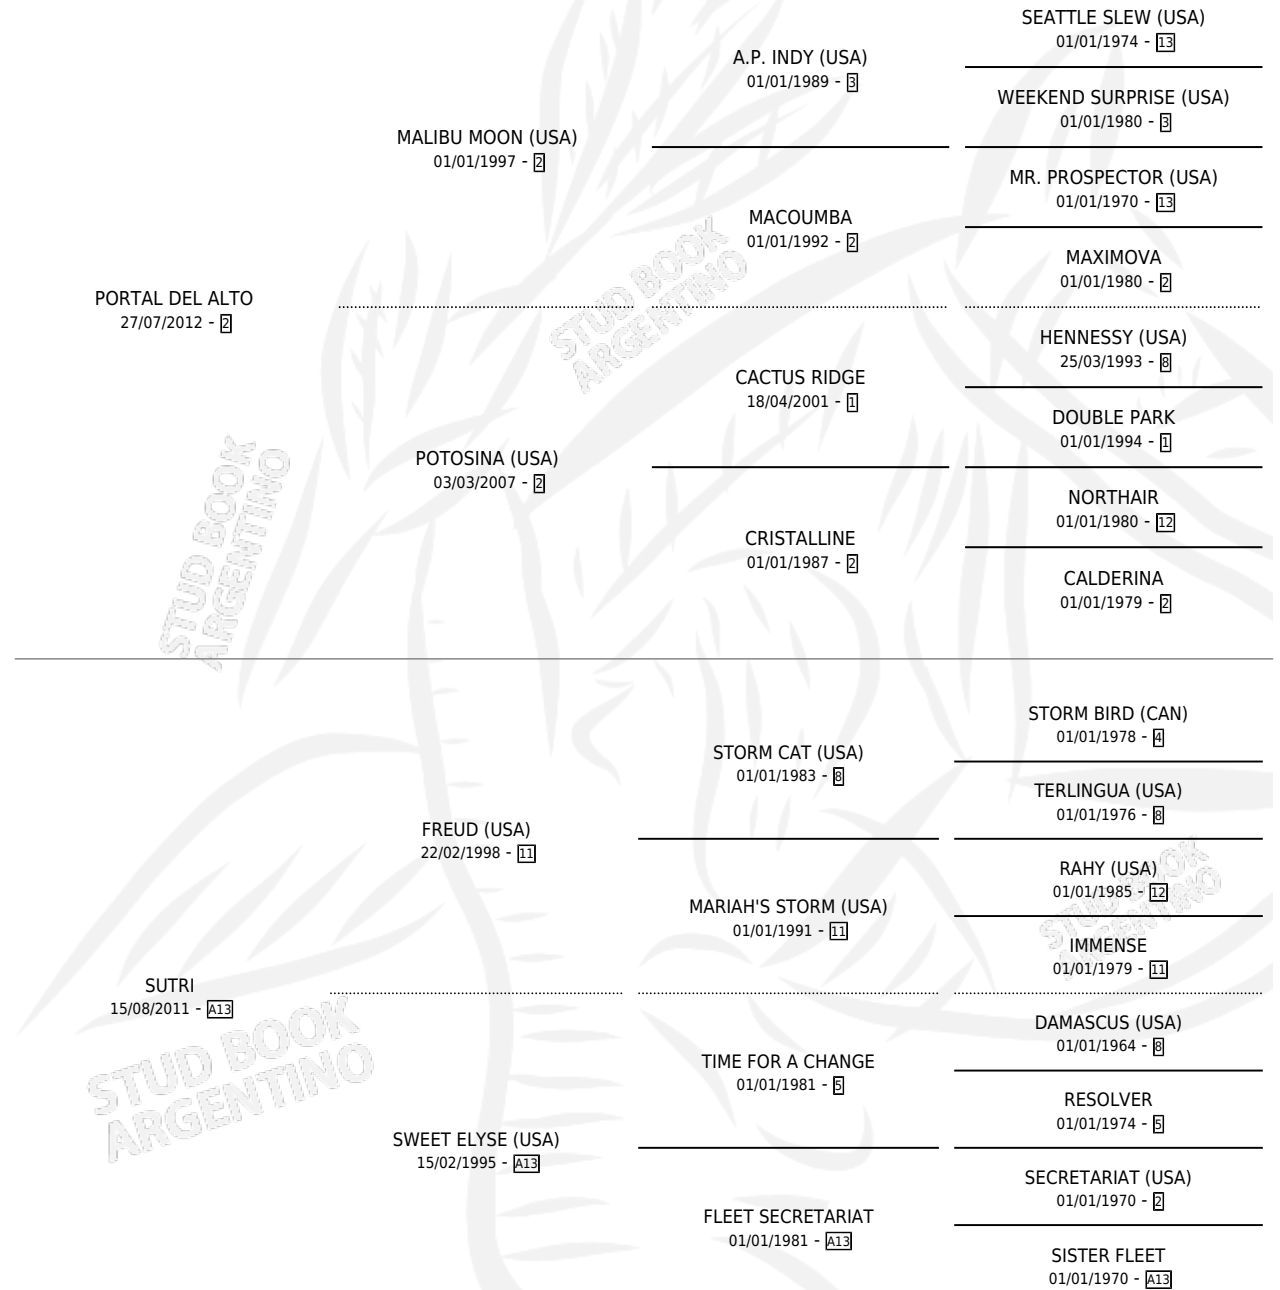 SEATTLE SLEW (USA)
01/01/1974 - 13
A.P. INDY (USA)
01/01/1989 - 3
WEEKEND SURPRISE (USA)
01/01/1980 - 3
MALIBU MOON (USA)
01/01/1997 - 2
MR. PROSPECTOR (USA)
01/01/1970 - 13
MACOUMBA
01/01/1992 - 2
MAXIMOVA
01/01/1980 - 2
PORTAL DEL ALTO
27/07/2012 - 2
HENNESSY (USA)
25/03/1993 - 8
CACTUS RIDGE
18/04/2001 - 1
DOUBLE PARK
01/01/1994 - 1
POTOSINA (USA)
03/03/2007 - 2
NORTHAIR
01/01/1980 - 12
CRISTALLINE
01/01/1987 - 2
CALDERINA
01/01/1979 - 2
STORM BIRD (CAN)
01/01/1978 - 4
STORM CAT (USA)
01/01/1983 - 8
TERLINGUA (USA)
01/01/1976 - 8
FREUD (USA)
22/02/1998 - 11
RAHY (USA)
01/01/1985 - 12
MARIAH'S STORM (USA)
01/01/1991 - 11
IMMENSE
01/01/1979 - 11
SUTRI
15/08/2011 - A13
DAMASCUS (USA)
01/01/1964 - 8
TIME FOR A CHANGE
01/01/1981 - 5
RESOLVER
01/01/1974 - 5
SWEET ELYSE (USA)
15/02/1995 - A13
SECRETARIAT (USA)
01/01/1970 - 2
FLEET SECRETARIAT
01/01/1981 - A13
SISTER FLEET
01/01/1970 - A13
STUD BOOK
ARGENTINO
STUD BOOK
ARGENTINO
STUD BOOK
ARGENTINO
STUD BOOK
ARGENTINO